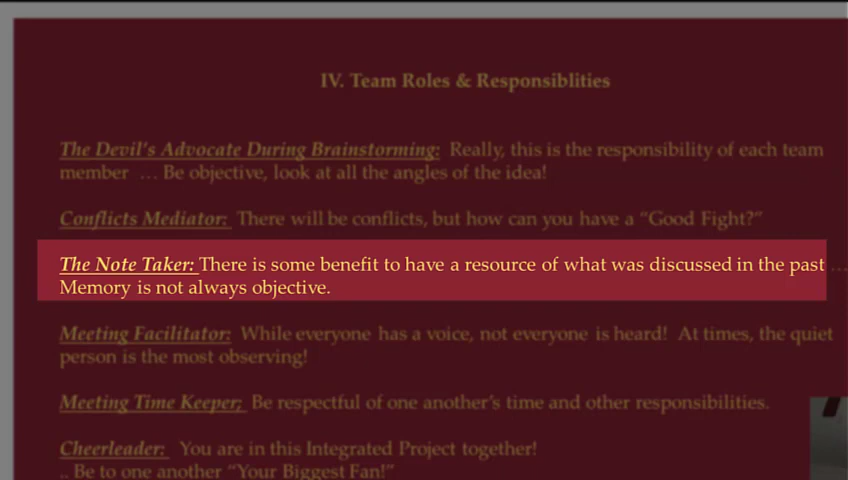 IV. Team Roles & Responsiblities
The Devil's Advocate During Brainstorming: Really, this is the responsibility of each team
member … Be objective, look at all the angles of the idea!
Conflicts Mediator: There will be conflicts, but how can you have a “Good Fight?”
The Note Taker: There is some benefit to have a resource of what was discussed in the past …
Memory is not always objective.
Meeting Facilitator: While everyone has a voice, not everyone is heard! At times, the quiet
person is the most observing!
Meeting Time Keeper; Be respectful of one another's time and other responsibilities.
Cheerleader: You are in this Integrated Project together!
.. Be to one another “Your Biggest Fan!”